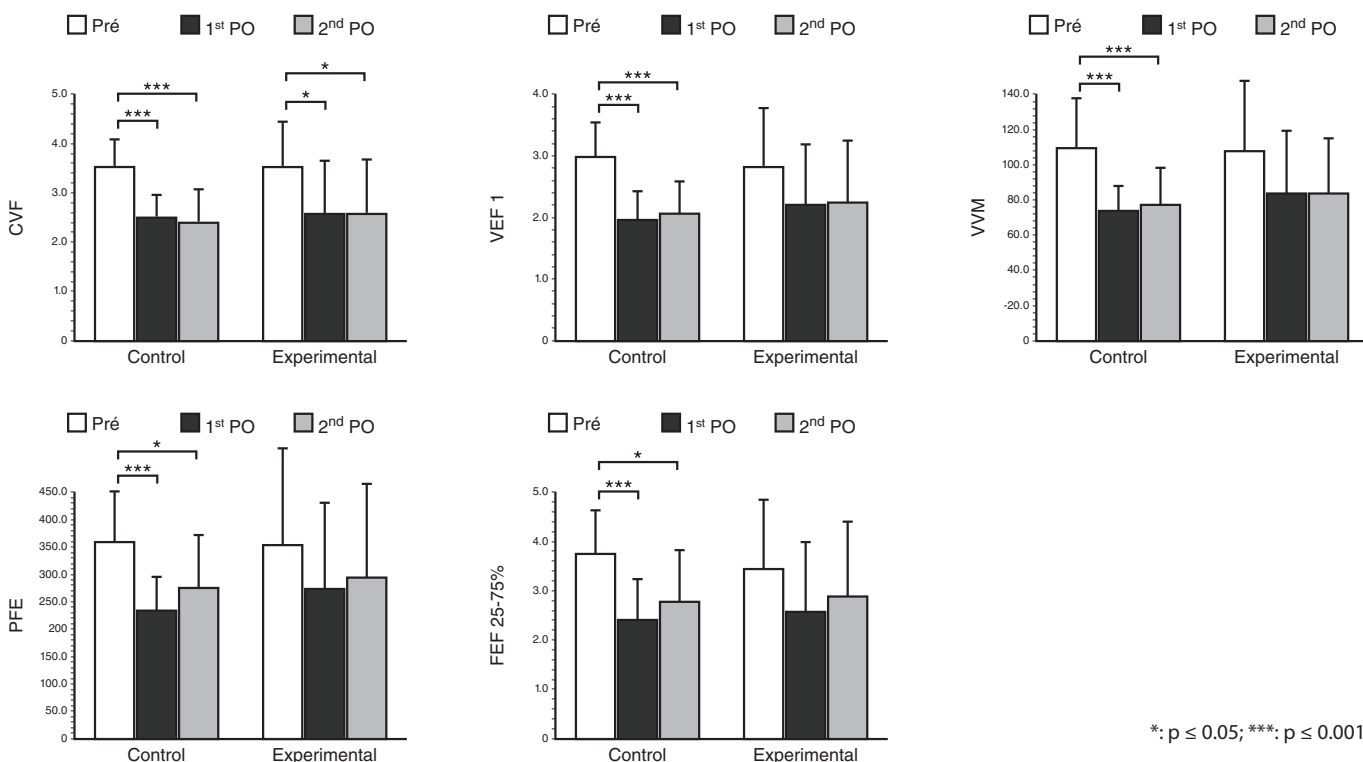 Pré 1st PO 2nd PO
***
***
*
*
CVF
5.0
4.0
3.0
2.0
1.0
0
Control Experimental
Pré 1st PO 2nd PO
***
***
VEF 1
4.0
3.0
2.0
1.0
0
Control Experimental
Pré 1st PO 2nd PO
***
***
VVM
140.0
120.0
100.0
80.0
60.0
40.0
-20.0
0
Control Experimental
Pré 1st PO 2nd PO
*
***
PFE
450.0
400.0
350.0
300.0
250.0
200.0
150.0
100.0
50.0
0
Control Experimental
Pré 1st PO 2nd PO
*
***
FEF 25-75%
5.0
4.0
3.0
2.0
1.0
0
Control Experimental
*: p ≤ 0.05; ***: p ≤ 0.001